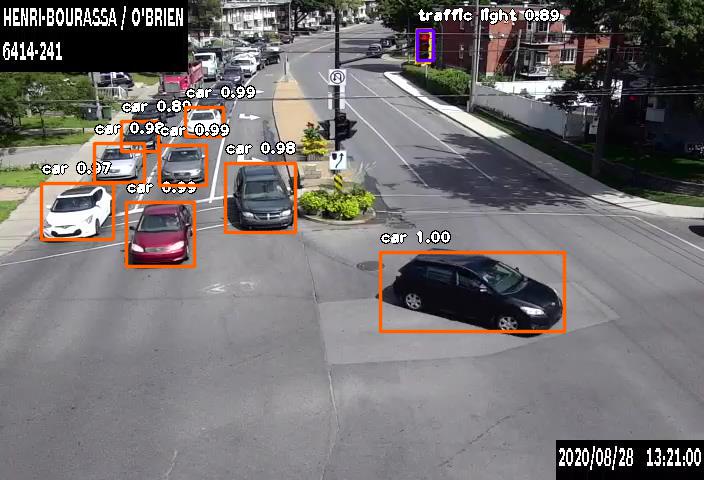 HENRI-BOURASSA / O'BRIEN
6414-241
traffic light 0.89
car 0.99
car 0.89
car 0.98
car 0.99
car 0.97
car 0.98
car 0.99
car 1.00
2020/08/28 13:21:00